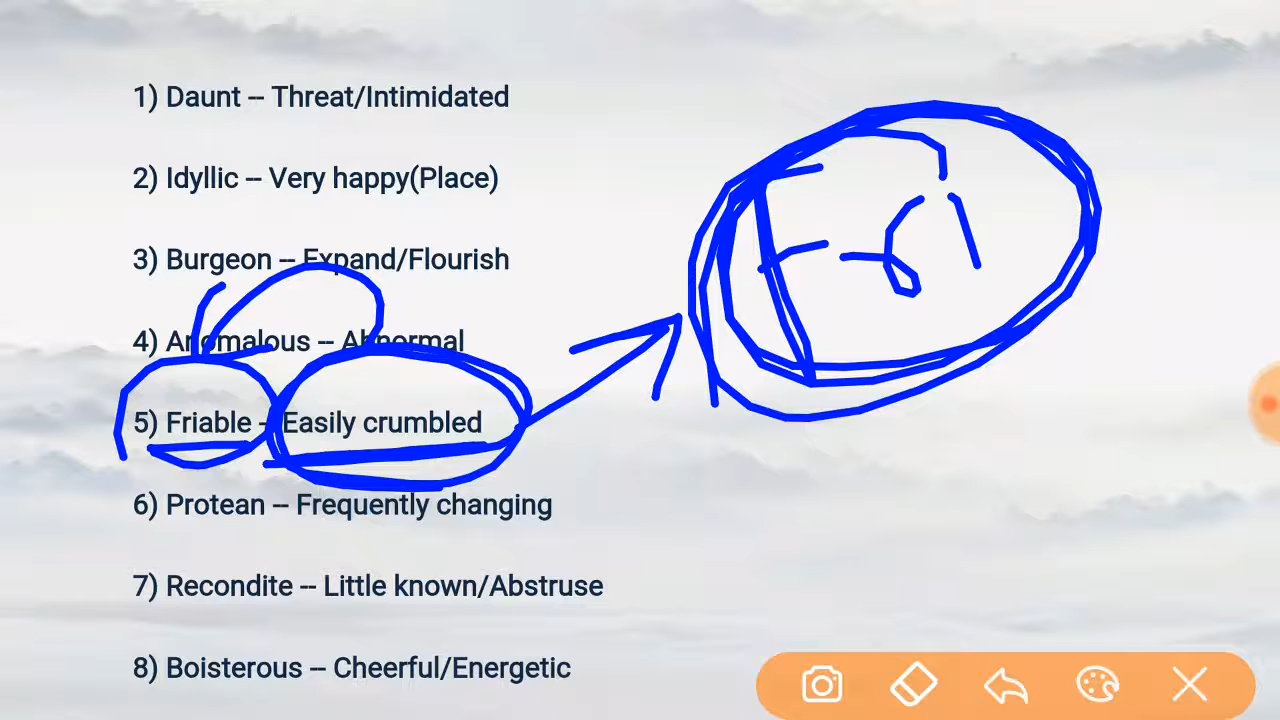 1) Daunt -- Threat/Intimidated
2) Idyllic -- Very happy(Place)
3) Burgeon -- Expand/Flourish
4) Anomalous -- Abnormal
5) Friable -- Easily crumbled
6) Protean -- Frequently changing
7) Recondite -- Little known/Abstruse
8) Boisterous -- Cheerful/Energetic